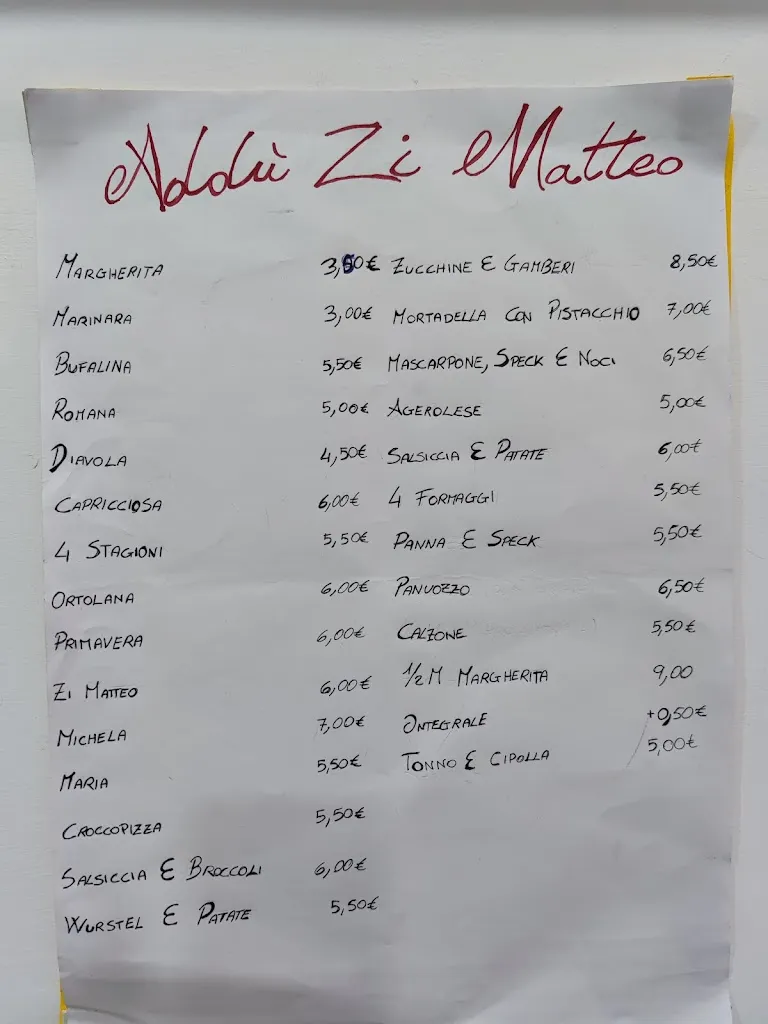 Addù Zi Matteo
MARGHERITA 3,50€
MARINARA 3,00€
BUFALINA 5,50€
ROMANA 5,00€
DIAVOLA 4,50€
CAPRICCIOSA 6,00€
4 STAGIONI 5,50€
ORTOLANA 6,00€
PRIMAVERA 6,00€
ZI MATTEO 6,00€
MICHELA 7,00€
MARIA 5,50€
CROCCOPIZZA 5,50€
SALSICCIA E BROCCOLI 6,00€
WURSTEL E PATATE 5,50€
ZUCCHINE E GAMBERI 8,50€
MORTADELLA CON PISTACCHIO 7,00€
MASCARPONE, SPECK E NOCI 6,50€
AGEROLESE 5,00€
SALSICCIA E PATATE 6,00€
4 FORMAGGI 5,50€
PANNA E SPECK 5,50€
PANUOZZO 6,50€
CALZONE 5,50€
1/2 M MARGHERITA 9,00
INTEGRALE +0,50€
TONNO E CIPOLLA 5,00€